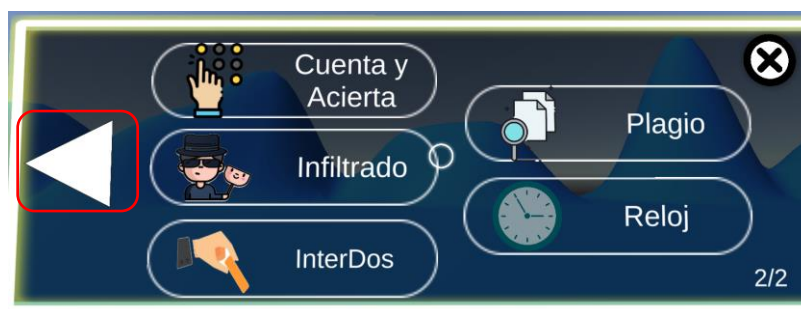 Cuenta y
Acierta
Infiltrado
InterDos
Plagio
Reloj
2/2